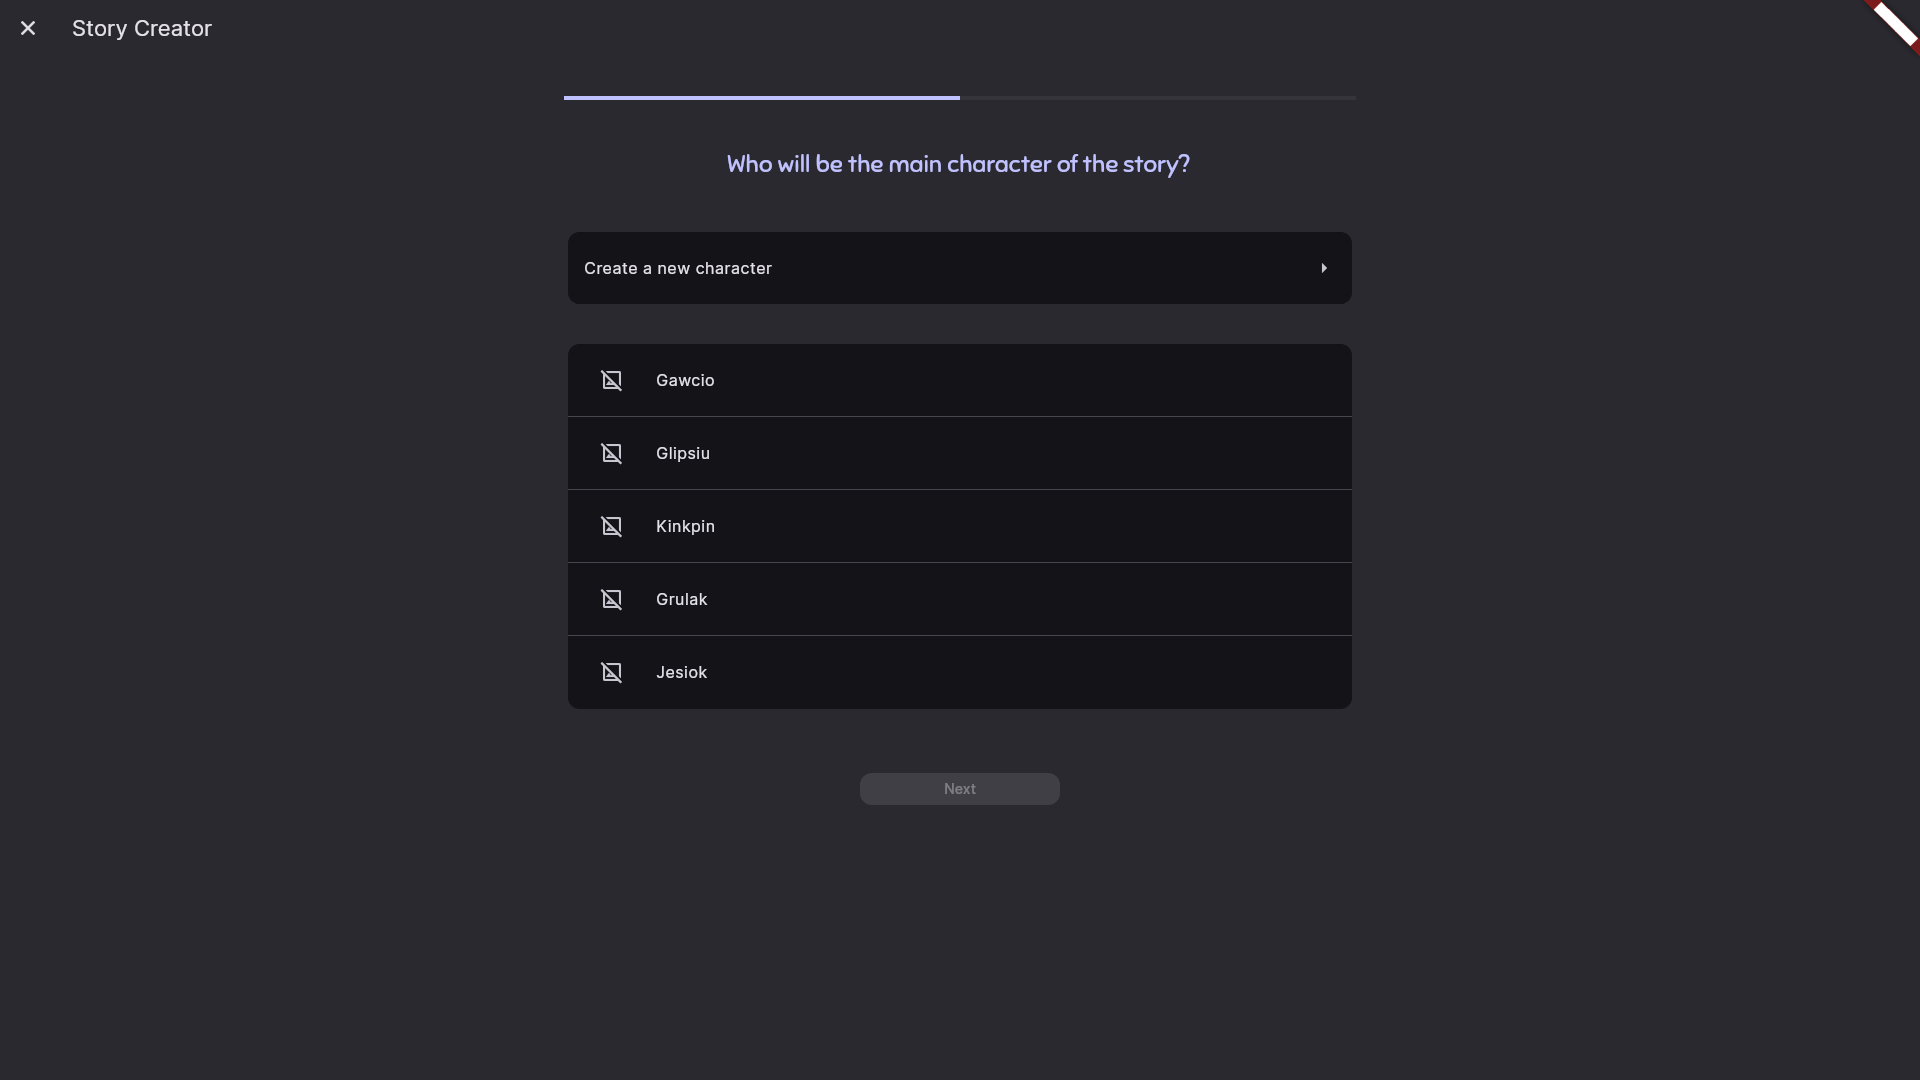 Story Creator
Who will be the main character of the story?
Create a new character
Gawcio
Glipsiu
Kinkpin
Grulak
Jesiok
Next